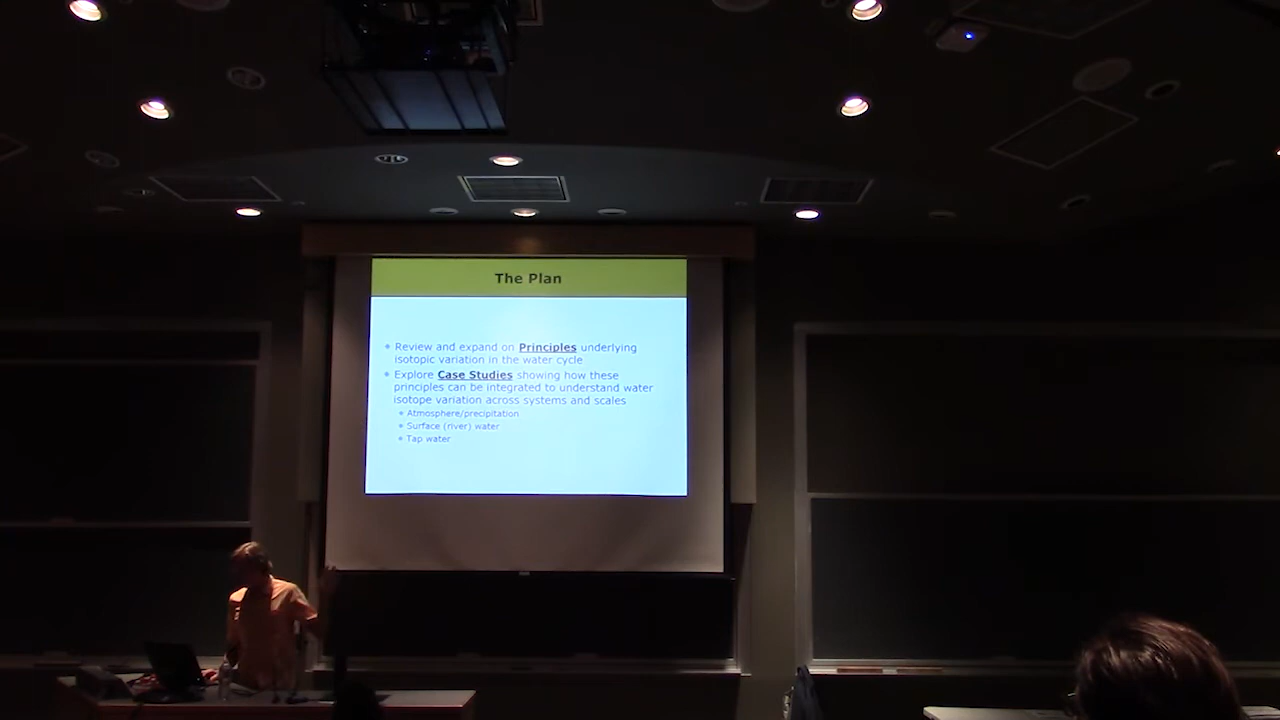 The Plan
Review and expand on Principles underlying
isotopic variation in the water cycle
Explore Case Studies showing how these
principles can be integrated to understand water
isotope variation across systems and scales
Atmosphere/precipitation
Surface (river) water
Tap water